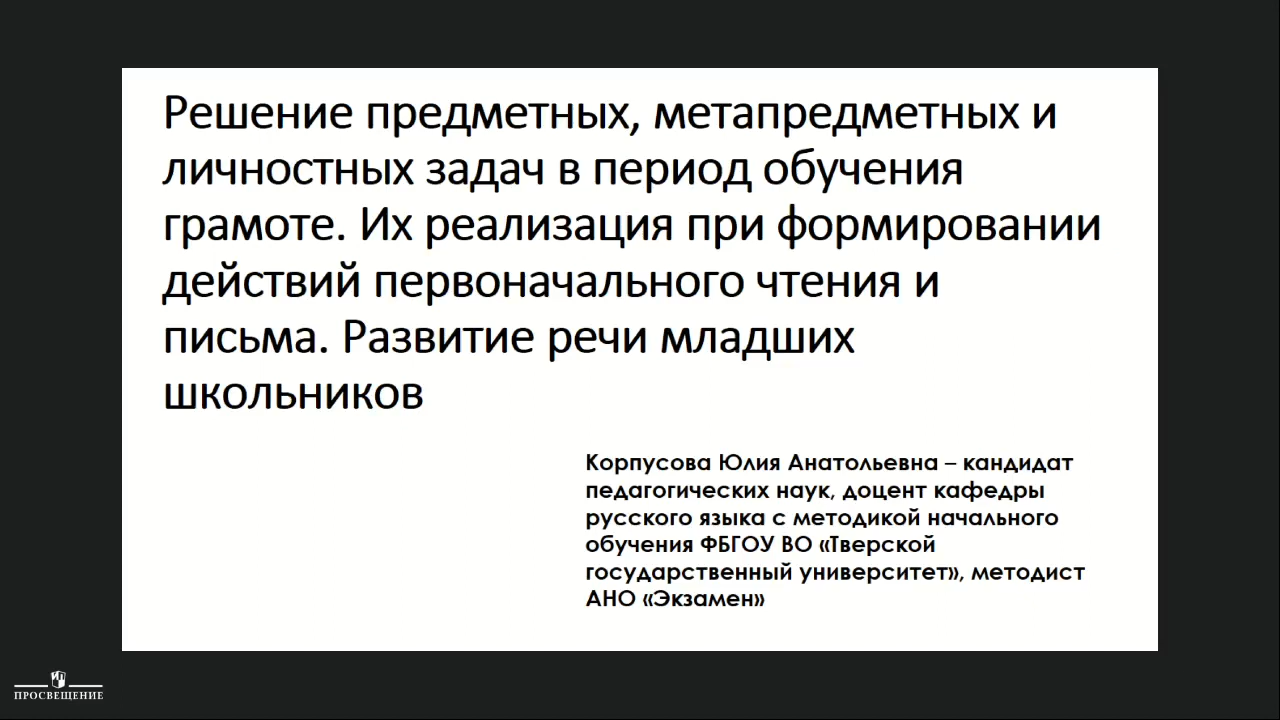 Решение предметных, метапредметных и
личностных задач в период обучения
грамоте. Их реализация при формировании
действий первоначального чтения и
письма. Развитие речи младших
школьников
Корпусова Юлия Анатольевна – кандидат
педагогических наук, доцент кафедры
русского языка с методикой начального
обучения ФБГОУ ВО «Тверской
государственный университет», методист
АНО «Экзамен»
ПРОСВЕЩЕНИЕ